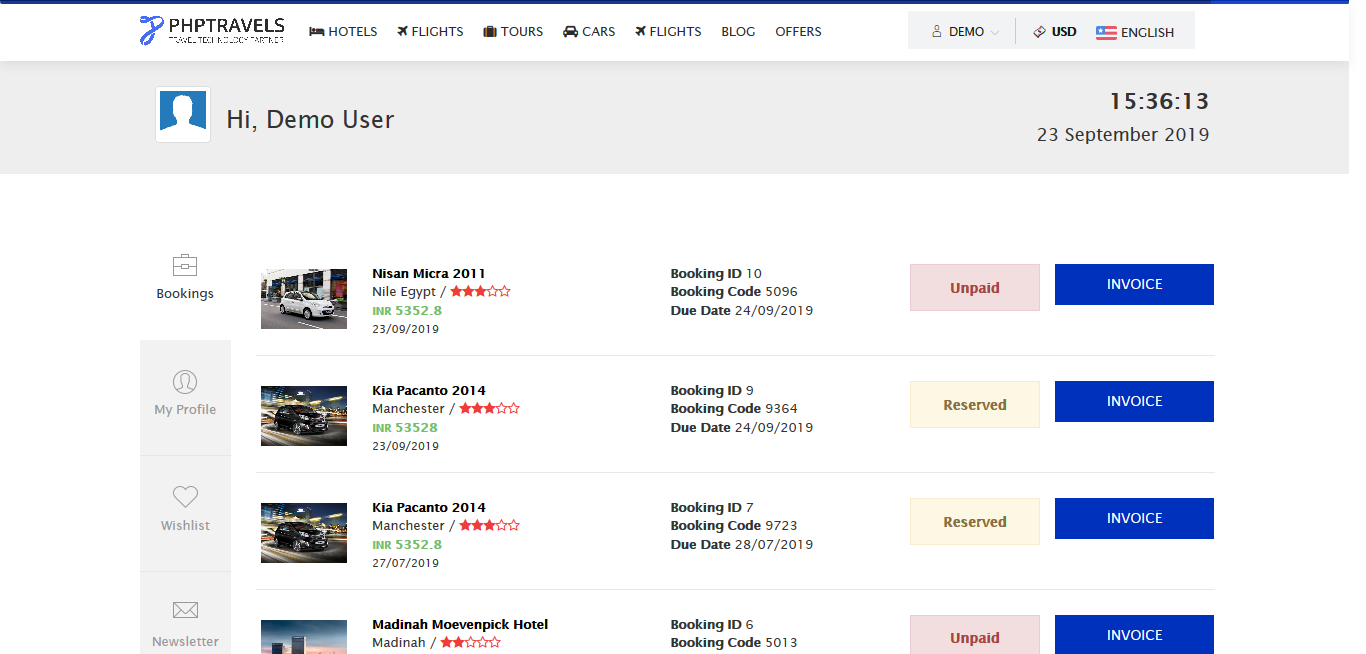 PHPTRAVELS
TRAVEL TECHNOLOGY PARTNER
HOTELS FLIGHTS TOURS CARS FLIGHTS BLOG OFFERS
DEMO USD ENGLISH
Hi, Demo User
15:36:13
23 September 2019
Bookings
My Profile
Wishlist
Newsletter
Nisan Micra 2011
Nile Egypt /
INR 5352.8
23/09/2019
Booking ID 10
Booking Code 5096
Due Date 24/09/2019
Unpaid
INVOICE
Kia Pacanto 2014
Manchester /
INR 53528
23/09/2019
Booking ID 9
Booking Code 9364
Due Date 24/09/2019
Reserved
INVOICE
Kia Pacanto 2014
Manchester /
INR 5352.8
27/07/2019
Booking ID 7
Booking Code 9723
Due Date 28/07/2019
Reserved
INVOICE
Madinah Moevenpick Hotel
Madinah /
Booking ID 6
Booking Code 5013
Unpaid
INVOICE